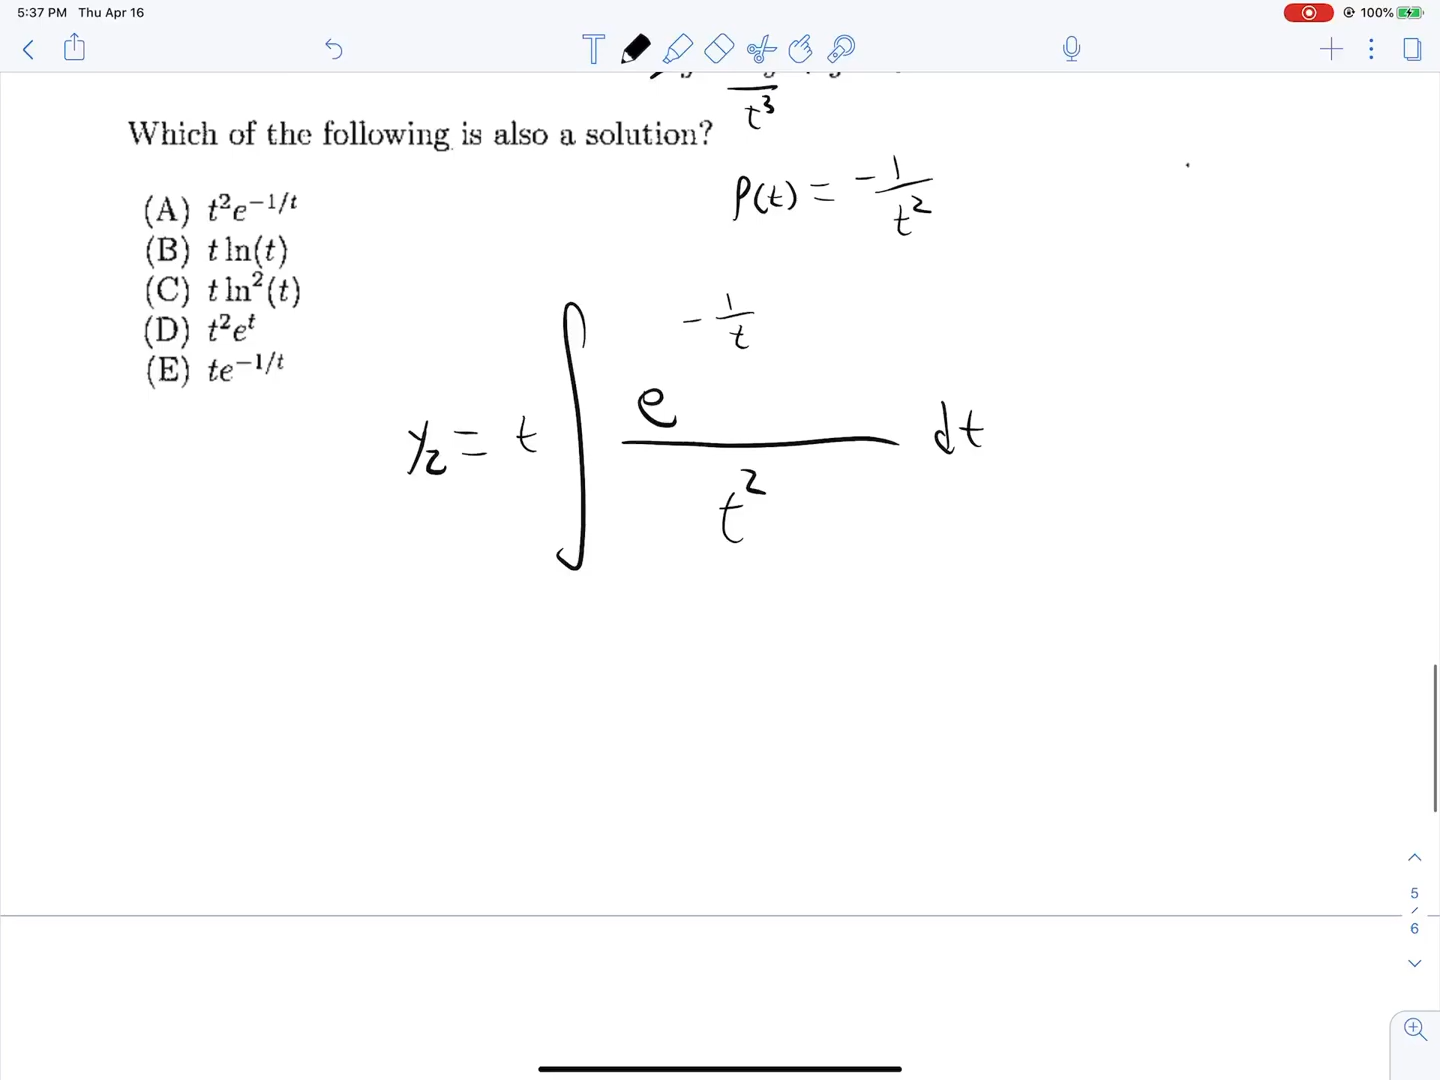 5:37 PM Thu Apr 16
100%
t³
Which of the following is also a solution?
p(t) = -1/t²
(A) t²e^{-1/t}
(B) t ln(t)
(C) t ln²(t)
(D) t²eᵗ
(E) te^{-1/t}
y₂ = t ∫ e^{-1/t} / t² dt
5
/
6